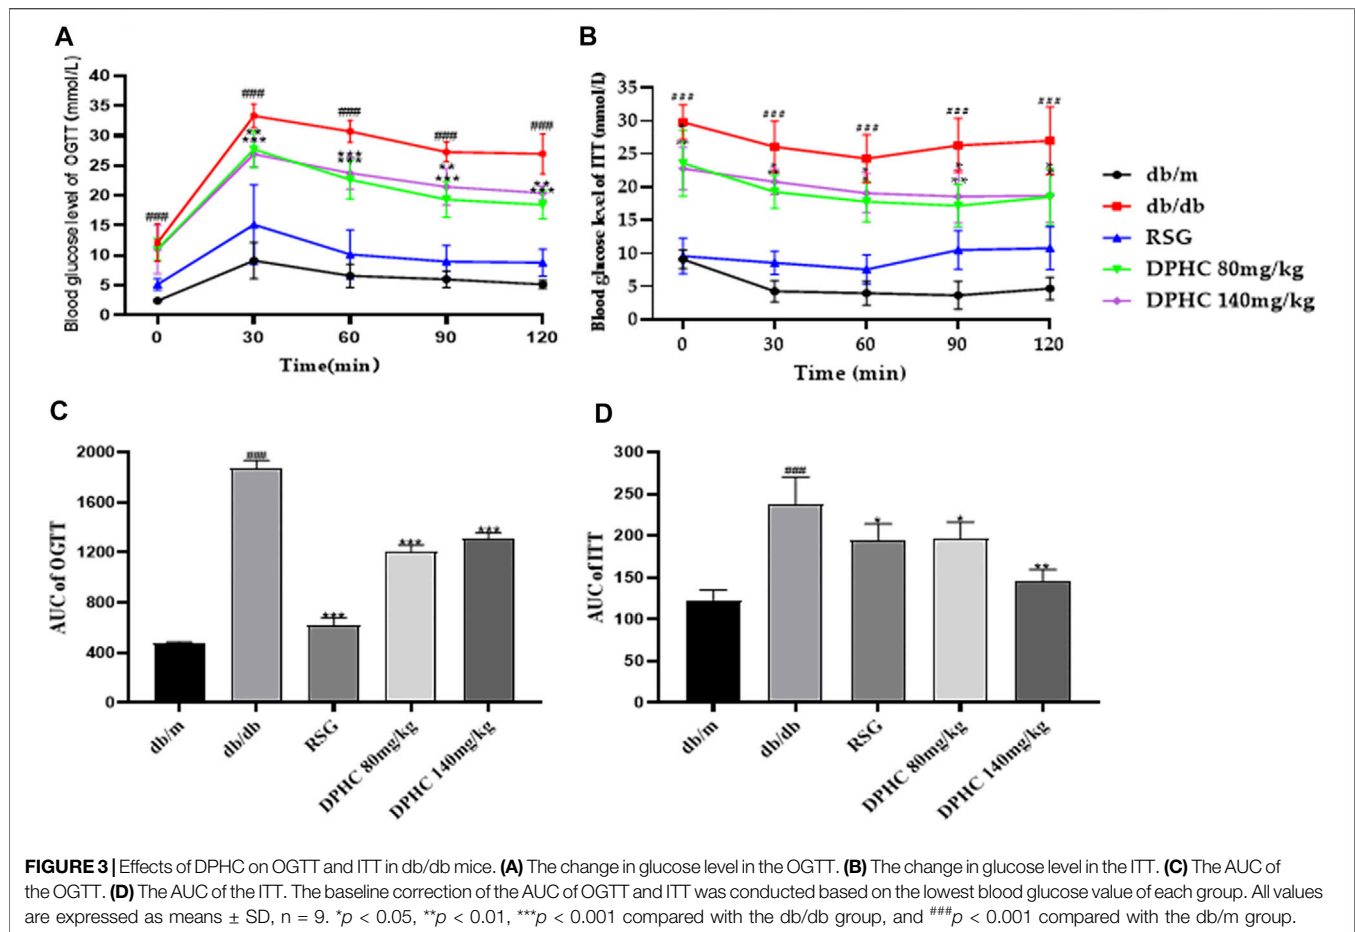 A
Blood glucose level of OGTT (mmol/L)
40
35
30
25
20
15
10
5
0
###
###
**
***
###
***
***
###
**
***
###
**
***
0 30 60 90 120
Time(min)
B
Blood glucose level of ITT (mmol/L)
35
30
25
20
15
10
5
0
###
*
**
###
*
**
###
*
*
###
*
**
###
*
**
0 30 60 90 120
Time (min)
db/m
db/db
RSG
DPHC 80mg/kg
DPHC 140mg/kg
C
AUC of OGTT
2000
1600
1200
800
400
0
###
***
***
***
db/m
db/db
RSG
DPHC 80mg/kg
DPHC 140mg/kg
D
AUC of ITT
300
250
200
150
100
50
0
###
*
*
**
db/m
db/db
RSG
DPHC 80mg/kg
DPHC 140mg/kg
FIGURE 3 | Effects of DPHC on OGTT and ITT in db/db mice. (A) The change in glucose level in the OGTT. (B) The change in glucose level in the ITT. (C) The AUC of
the OGTT. (D) The AUC of the ITT. The baseline correction of the AUC of OGTT and ITT was conducted based on the lowest blood glucose value of each group. All values
are expressed as means ± SD, n = 9. *p < 0.05, **p < 0.01, ***p < 0.001 compared with the db/db group, and ###p < 0.001 compared with the db/m group.